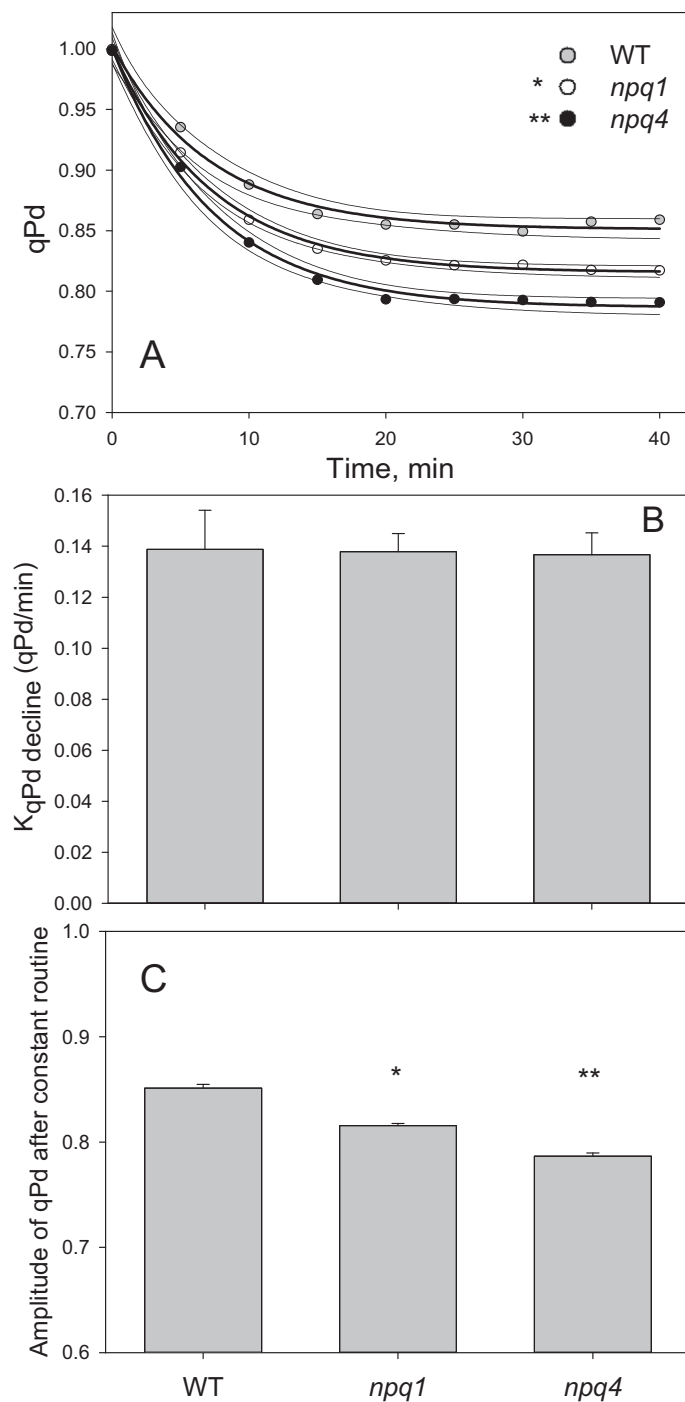 1.00
0.95
0.90
0.85
0.80
0.75
0.70
qPd
WT
* npq1
** npq4
A
0 10 20 30 40
Time, min
0.16
0.14
0.12
0.10
0.08
0.06
0.04
0.02
0.00
KqPd decline (qPd/min)
B
1.0
0.9
0.8
0.7
0.6
Amplitude of qPd after constant routine
C
* **
WT npq1 npq4